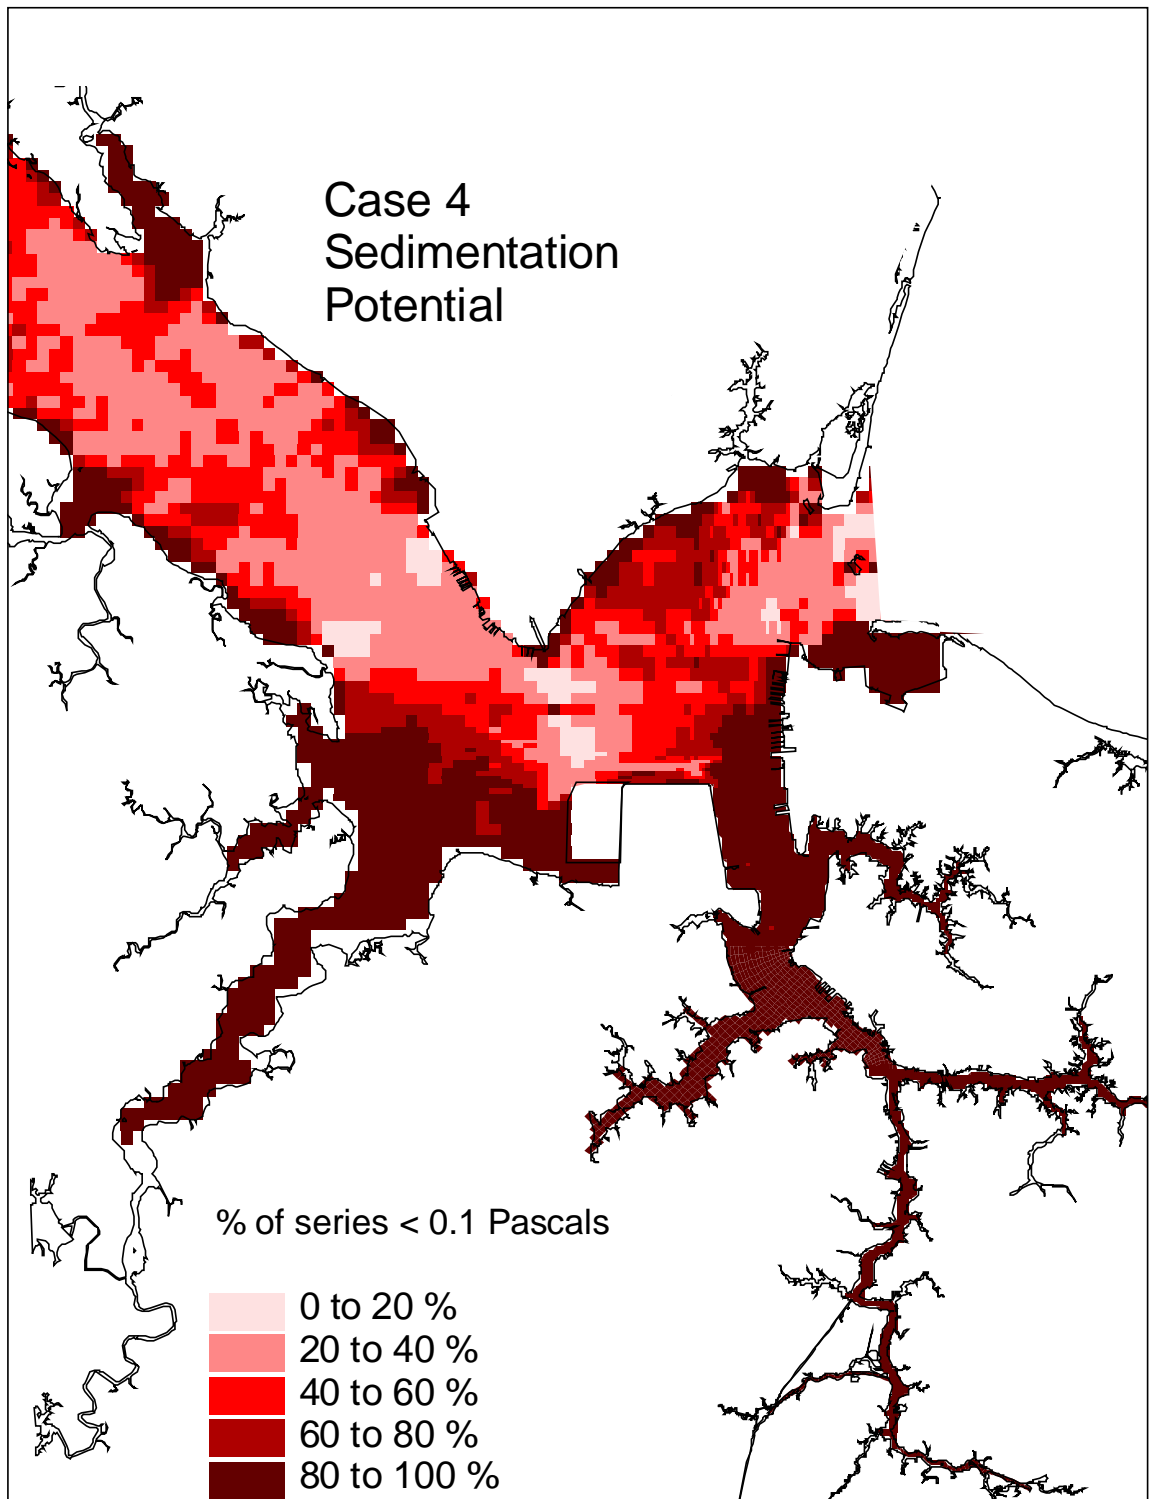 Case 4
Sedimentation
Potential
% of series < 0.1 Pascals
0 to 20 %
20 to 40 %
40 to 60 %
60 to 80 %
80 to 100 %